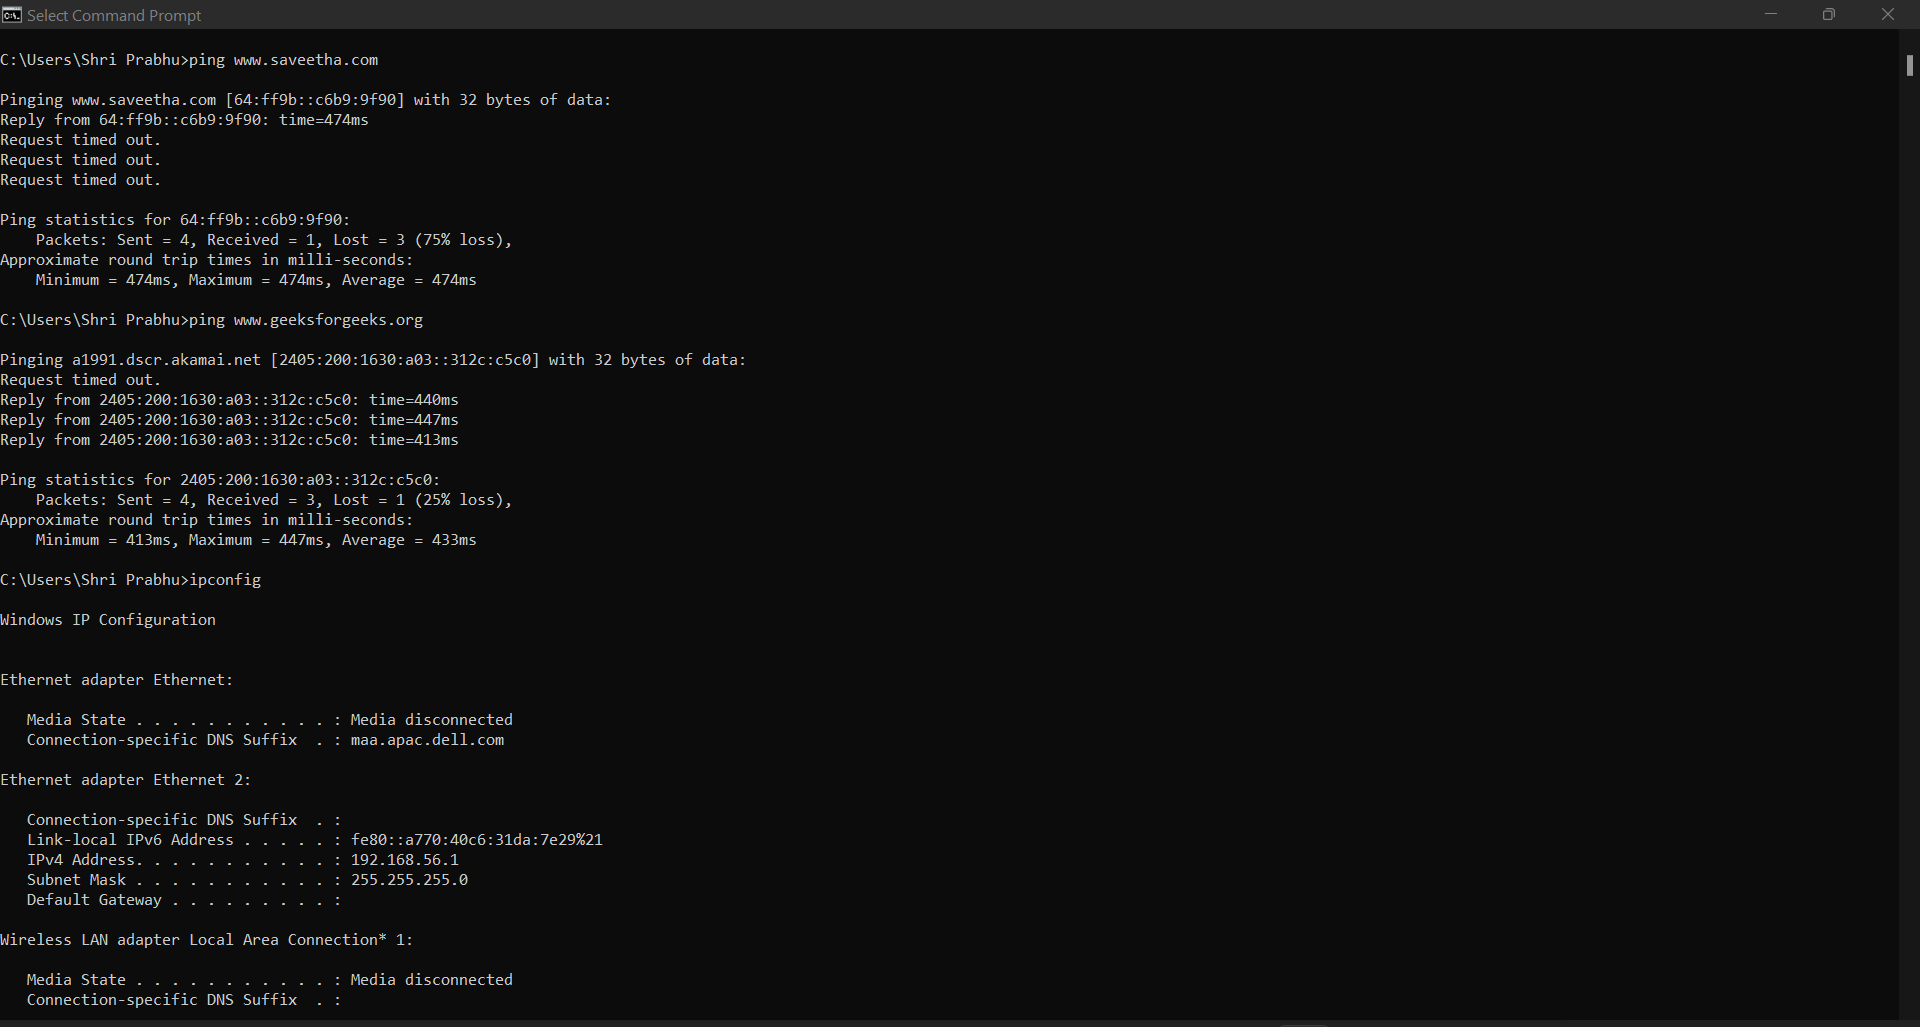 Select Command Prompt
C:\Users\Shri Prabhu>ping www.saveetha.com
Pinging www.saveetha.com [64:ff9b::c6b9:9f90] with 32 bytes of data:
Reply from 64:ff9b::c6b9:9f90: time=474ms
Request timed out.
Request timed out.
Request timed out.
Ping statistics for 64:ff9b::c6b9:9f90:
    Packets: Sent = 4, Received = 1, Lost = 3 (75% loss),
Approximate round trip times in milli-seconds:
    Minimum = 474ms, Maximum = 474ms, Average = 474ms
C:\Users\Shri Prabhu>ping www.geeksforgeeks.org
Pinging a1991.dscr.akamai.net [2405:200:1630:a03::312c:c5c0] with 32 bytes of data:
Request timed out.
Reply from 2405:200:1630:a03::312c:c5c0: time=440ms
Reply from 2405:200:1630:a03::312c:c5c0: time=447ms
Reply from 2405:200:1630:a03::312c:c5c0: time=413ms
Ping statistics for 2405:200:1630:a03::312c:c5c0:
    Packets: Sent = 4, Received = 3, Lost = 1 (25% loss),
Approximate round trip times in milli-seconds:
    Minimum = 413ms, Maximum = 447ms, Average = 433ms
C:\Users\Shri Prabhu>ipconfig
Windows IP Configuration
Ethernet adapter Ethernet:
   Media State . . . . . . . . . . . : Media disconnected
   Connection-specific DNS Suffix  . : maa.apac.dell.com
Ethernet adapter Ethernet 2:
   Connection-specific DNS Suffix  . :
   Link-local IPv6 Address . . . . . : fe80::a770:40c6:31da:7e29%21
   IPv4 Address. . . . . . . . . . . : 192.168.56.1
   Subnet Mask . . . . . . . . . . . : 255.255.255.0
   Default Gateway . . . . . . . . . :
Wireless LAN adapter Local Area Connection* 1:
   Media State . . . . . . . . . . . : Media disconnected
   Connection-specific DNS Suffix  . :